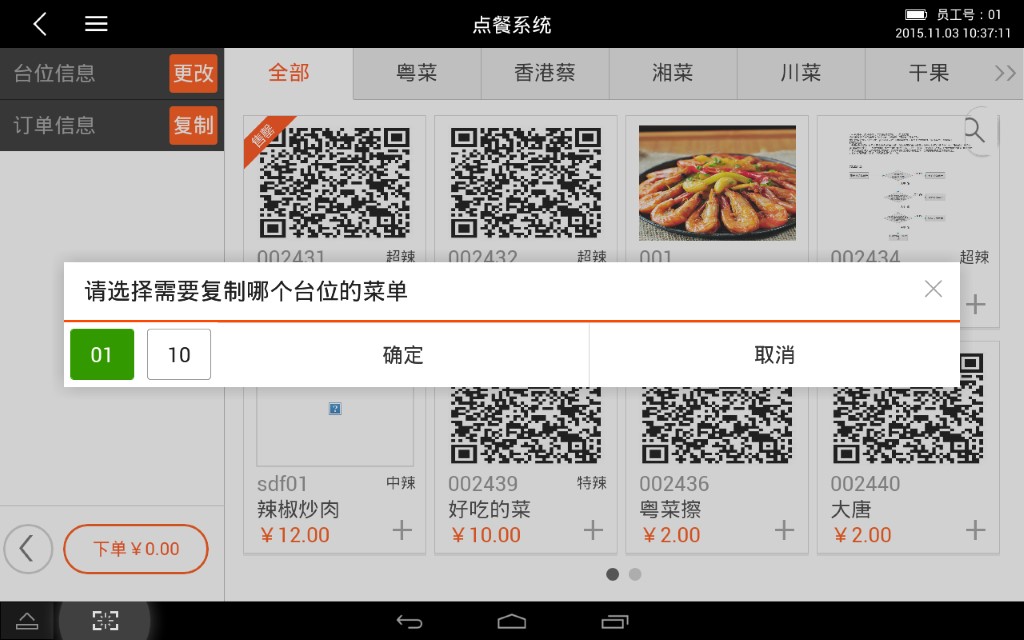 点餐系统
员工号：01
2015.11.03 10:37:11
台位信息 更改
订单信息 复制
全部 粤菜 香港蔡 湘菜 川菜 干果
售罄
002431 超辣
002432 超辣
001
002434 超辣
请选择需要复制哪个台位的菜单
01 10 确定 取消
sdf01 中辣
辣椒炒肉
￥12.00
002439 特辣
好吃的菜
￥10.00
002436
粤菜擦
￥2.00
002440
大唐
￥2.00
下单￥0.00